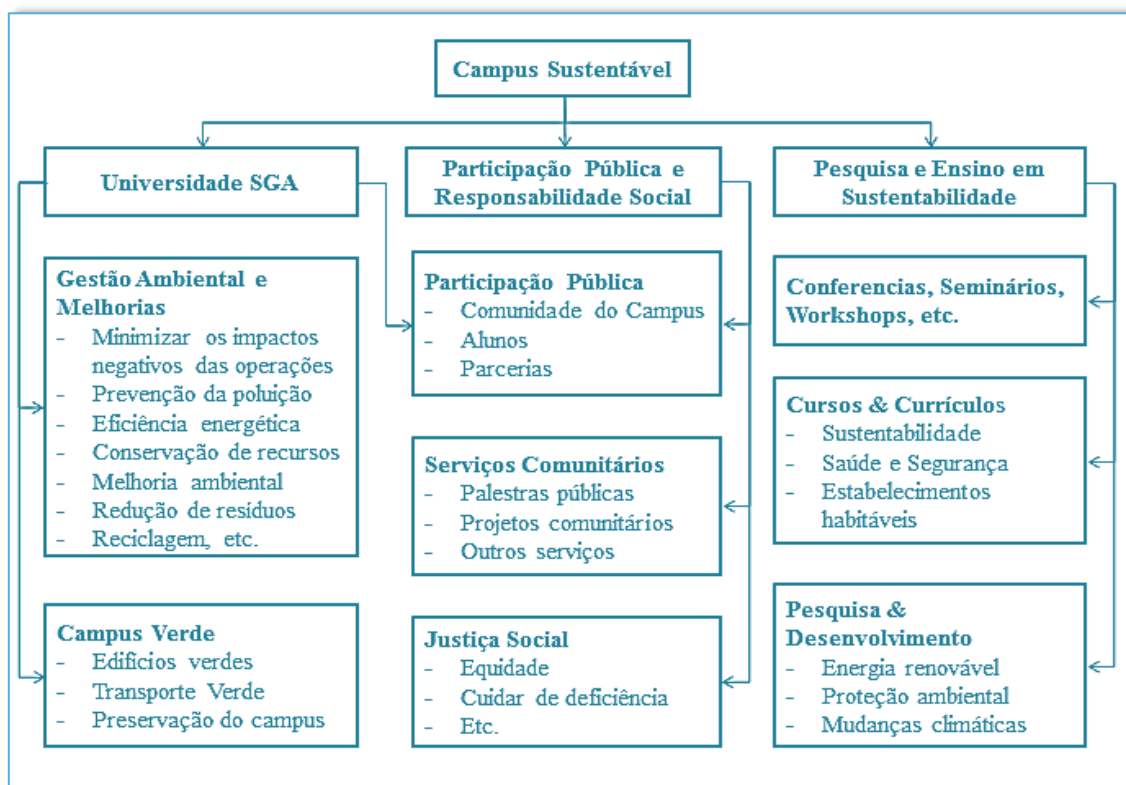 Campus Sustentável
Universidade SGA
Participação Pública e
Responsabilidade Social
Pesquisa e Ensino em
Sustentabilidade
Gestão Ambiental e
Melhorias
- Minimizar os impactos
negativos das operações
- Prevenção da poluição
- Eficiência energética
- Conservação de recursos
- Melhoria ambiental
- Redução de resíduos
- Reciclagem, etc.
Campus Verde
- Edifícios verdes
- Transporte Verde
- Preservação do campus
Participação Pública
- Comunidade do Campus
- Alunos
- Parcerias
Serviços Comunitários
- Palestras públicas
- Projetos comunitários
- Outros serviços
Justiça Social
- Equidade
- Cuidar de deficiência
- Etc.
Conferencias, Seminários,
Workshops, etc.
Cursos & Currículos
- Sustentabilidade
- Saúde e Segurança
- Estabelecimentos
habitáveis
Pesquisa &
Desenvolvimento
- Energia renovável
- Proteção ambiental
- Mudanças climáticas